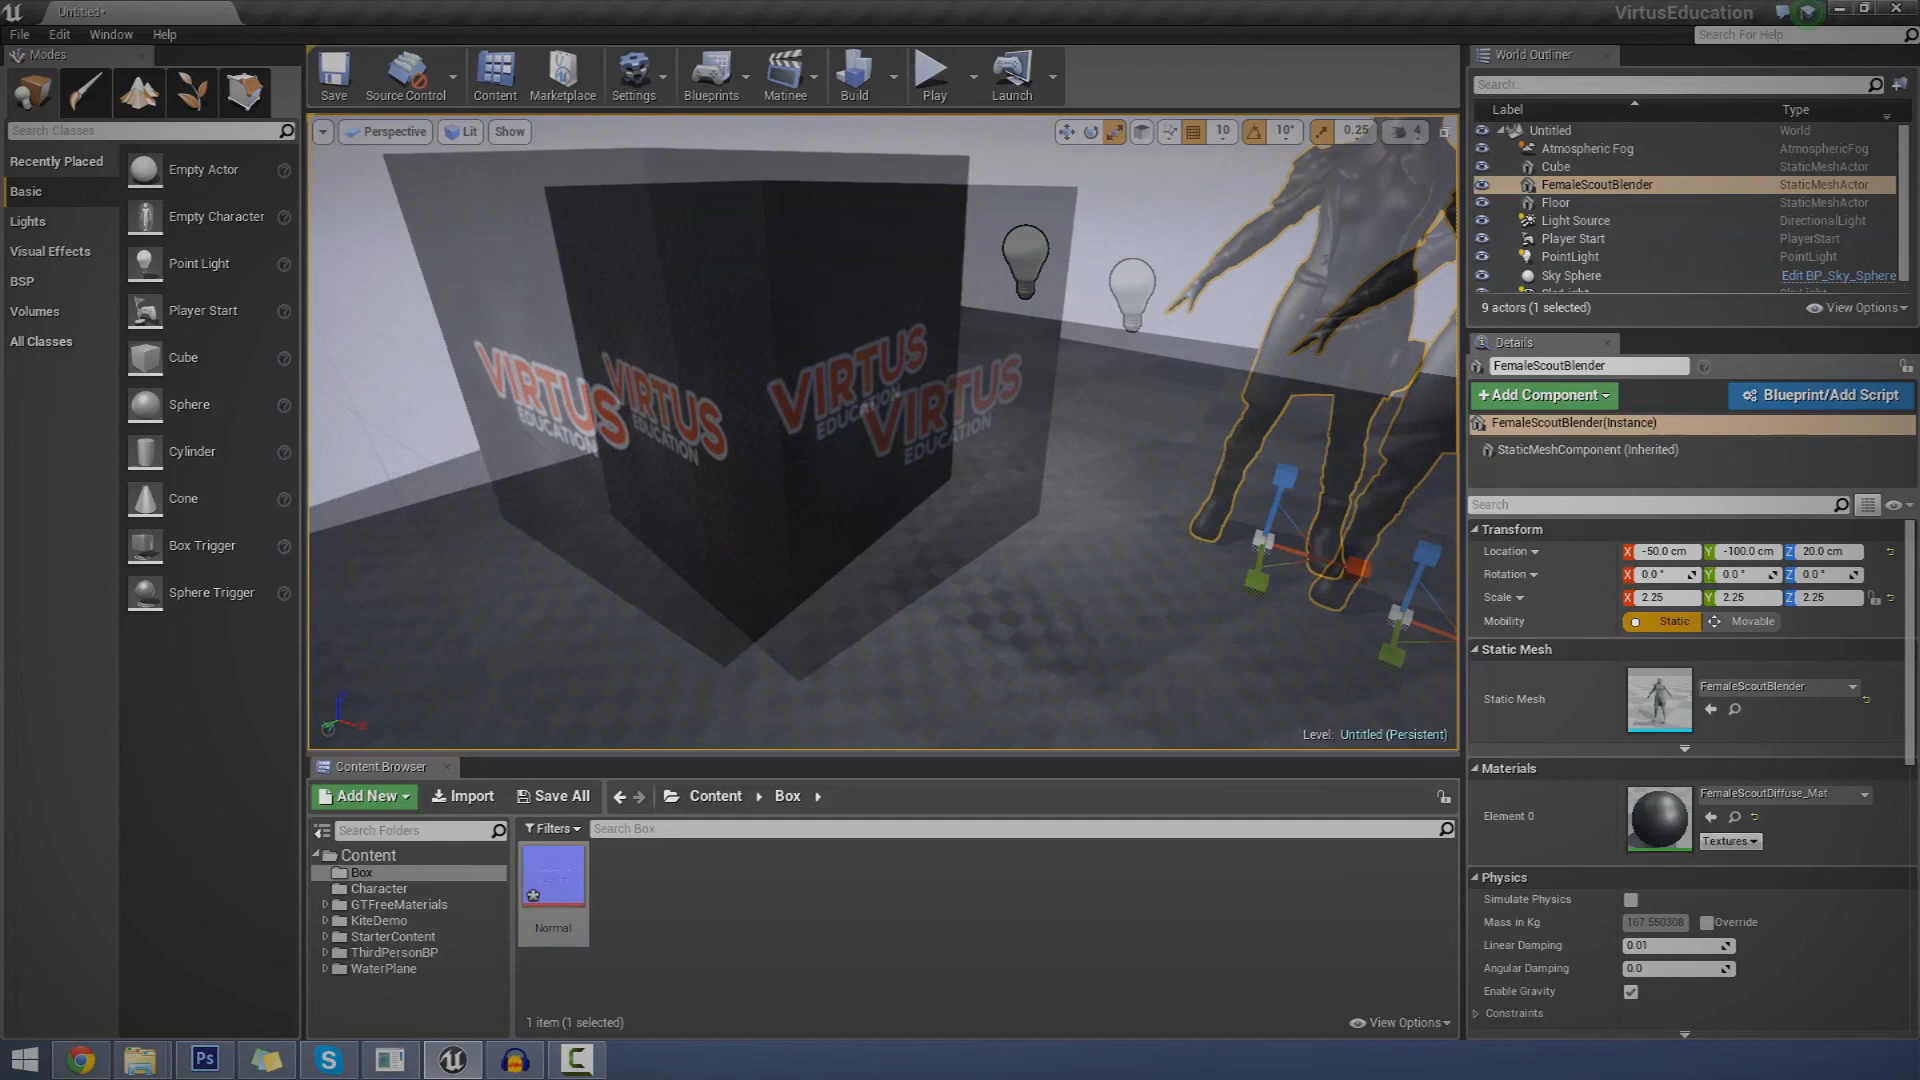 Untitled*
VirtusEducation
File Edit Window Help
Search For Help
Modes
Search Classes
Recently Placed
Basic
Lights
Visual Effects
BSP
Volumes
All Classes
Empty Actor
Empty Character
Point Light
Player Start
Cube
Sphere
Cylinder
Cone
Box Trigger
Sphere Trigger
Save
Source Control
Content
Marketplace
Settings
Blueprints
Matinee
Build
Play
Launch
Perspective
Lit
Show
10
10°
0.25
4
VIRTUS
EDUCATION
VIRTUS
EDUCATION
VIRTUS
EDUCATION
VIRTUS
EDUCATION
Level: Untitled (Persistent)
Content Browser
Add New
Import
Save All
Content
Box
Search Folders
Filters
Search Box
Content
Box
Character
GTFreeMaterials
KiteDemo
StarterContent
ThirdPersonBP
WaterPlane
Normal
1 item (1 selected)
View Options
World Outliner
Search...
Label Type
Untitled World
Atmospheric Fog AtmosphericFog
Cube StaticMeshActor
FemaleScoutBlender StaticMeshActor
Floor StaticMeshActor
Light Source DirectionalLight
Player Start PlayerStart
PointLight PointLight
Sky Sphere Edit BP_Sky_Sphere
9 actors (1 selected)
View Options
Details
FemaleScoutBlender
+Add Component
Blueprint/Add Script
FemaleScoutBlender(Instance)
StaticMeshComponent (Inherited)
Search
Transform
Location X -50.0 cm Y -100.0 cm Z 20.0 cm
Rotation X 0.0 ° Y 0.0 ° Z 0.0 °
Scale X 2.25 Y 2.25 Z 2.25
Mobility Static Movable
Static Mesh
Static Mesh
FemaleScoutBlender
Materials
Element 0
FemaleScoutDiffuse_Mat
Textures
Physics
Simulate Physics
Mass in Kg 167.550308 Override
Linear Damping 0.01
Angular Damping 0.0
Enable Gravity
Constraints
Ps